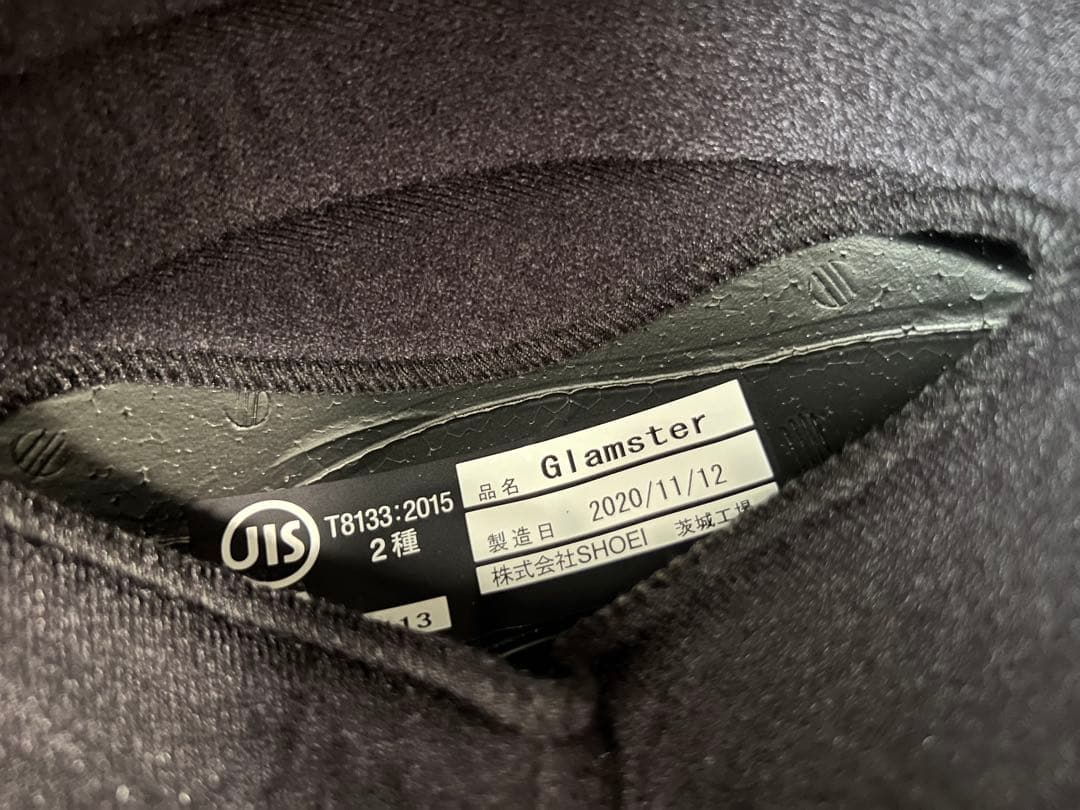 JIS
T8133:2015
2種
品名 Glamster
製造日 2020/11/12
株式会社SHOEI 茨城工場
13